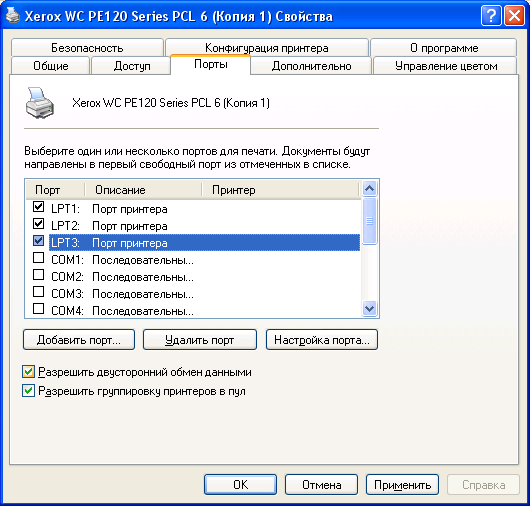 Xerox WC PE120 Series PCL 6 (Копия 1) Свойства
Безопасность Конфигурация принтера О программе
Общие Доступ Порты Дополнительно Управление цветом
Xerox WC PE120 Series PCL 6 (Копия 1)
Выберите один или несколько портов для печати. Документы будут
направлены в первый свободный порт из отмеченных в списке.
Порт Описание Принтер
LPT1: Порт принтера
LPT2: Порт принтера
LPT3: Порт принтера
COM1: Последовательны...
COM2: Последовательны...
COM3: Последовательны...
COM4: Последовательны...
Добавить порт... Удалить порт Настройка порта...
Разрешить двусторонний обмен данными
Разрешить группировку принтеров в пул
OK Отмена Применить Справка